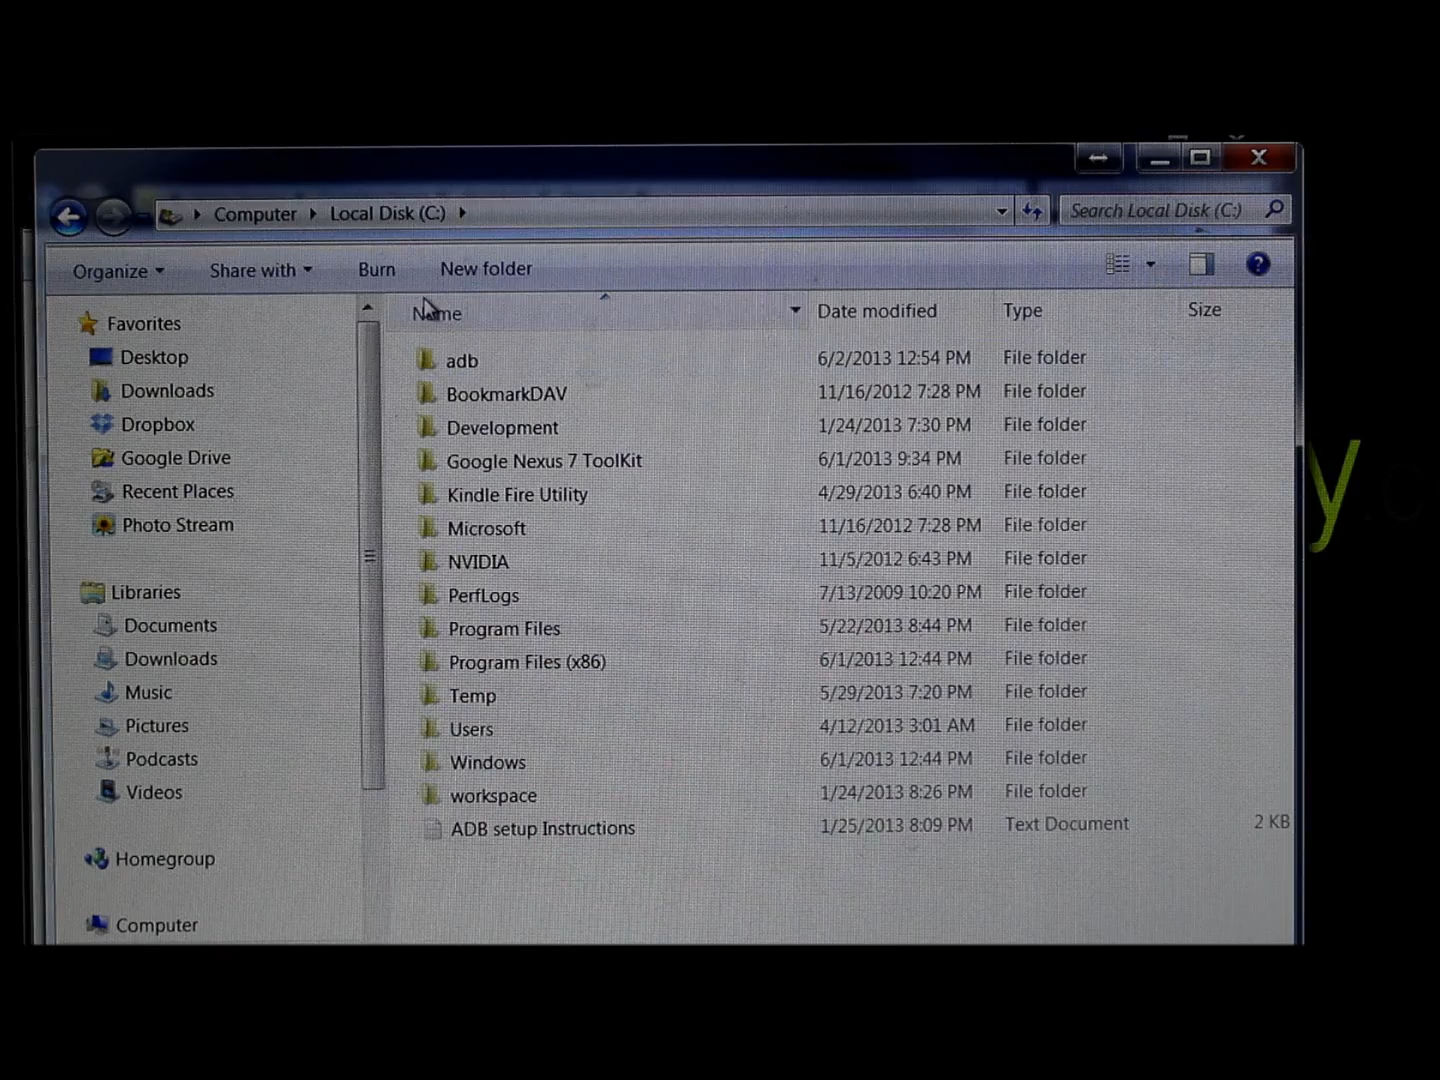 Computer Local Disk (C:)
Search Local Disk (C:)
Organize Share with Burn New folder
Name Date modified Type Size
Favorites
Desktop
Downloads
Dropbox
Google Drive
Recent Places
Photo Stream
Libraries
Documents
Downloads
Music
Pictures
Podcasts
Videos
Homegroup
Computer
adb 6/2/2013 12:54 PM File folder
BookmarkDAV 11/16/2012 7:28 PM File folder
Development 1/24/2013 7:30 PM File folder
Google Nexus 7 ToolKit 6/1/2013 9:34 PM File folder
Kindle Fire Utility 4/29/2013 6:40 PM File folder
Microsoft 11/16/2012 7:28 PM File folder
NVIDIA 11/5/2012 6:43 PM File folder
PerfLogs 7/13/2009 10:20 PM File folder
Program Files 5/22/2013 8:44 PM File folder
Program Files (x86) 6/1/2013 12:44 PM File folder
Temp 5/29/2013 7:20 PM File folder
Users 4/12/2013 3:01 AM File folder
Windows 6/1/2013 12:44 PM File folder
workspace 1/24/2013 8:26 PM File folder
ADB setup Instructions 1/25/2013 8:09 PM Text Document 2 KB
y.c